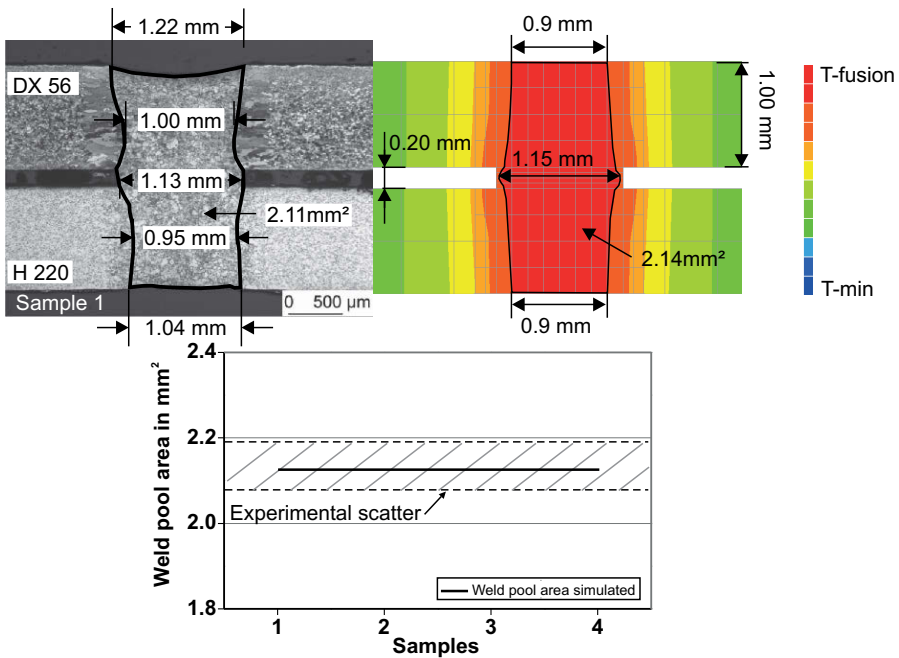 1.22 mm
DX 56
1.00 mm
1.13 mm
2.11mm²
0.95 mm
H 220
Sample 1
0 500 µm
1.04 mm
0.9 mm
1.00 mm
0.20 mm
1.15 mm
2.14mm²
0.9 mm
T-fusion
T-min
Weld pool area in mm²
2.4
2.2
2.0
1.8
Experimental scatter
Weld pool area simulated
1 2 3 4
Samples